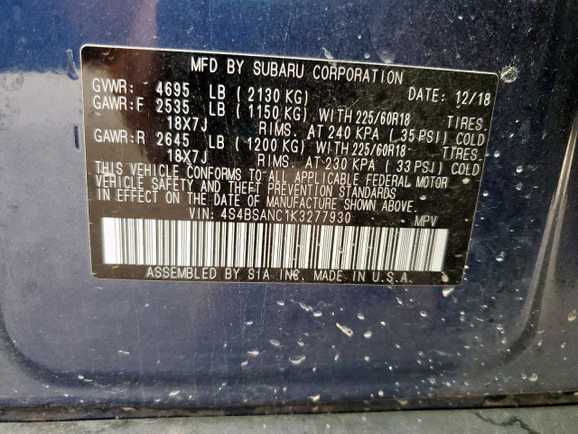 MFD BY SUBARU CORPORATION
GVWR: 4695 LB (2130 KG) DATE: 12/18
GAWR:F 2535 LB (1150 KG) WITH 225/60R18 TIRES.
18X7J RIMS. AT 240 KPA (35 PSI) COLD
GAWR:R 2645 LB (1200 KG) WITH 225/60R18 TIRES.
18X7J RIMS. AT 230 KPA (33 PSI) COLD
THIS VEHICLE CONFORMS TO ALL APPLICABLE FEDERAL MOTOR
VEHICLE SAFETY AND THEFT PREVENTION STANDARDS
IN EFFECT ON THE DATE OF MANUFACTURE SHOWN ABOVE.
VIN: 4S4BSANC1K3277930 MPV
ASSEMBLED BY SIA INC. MADE IN U.S.A.